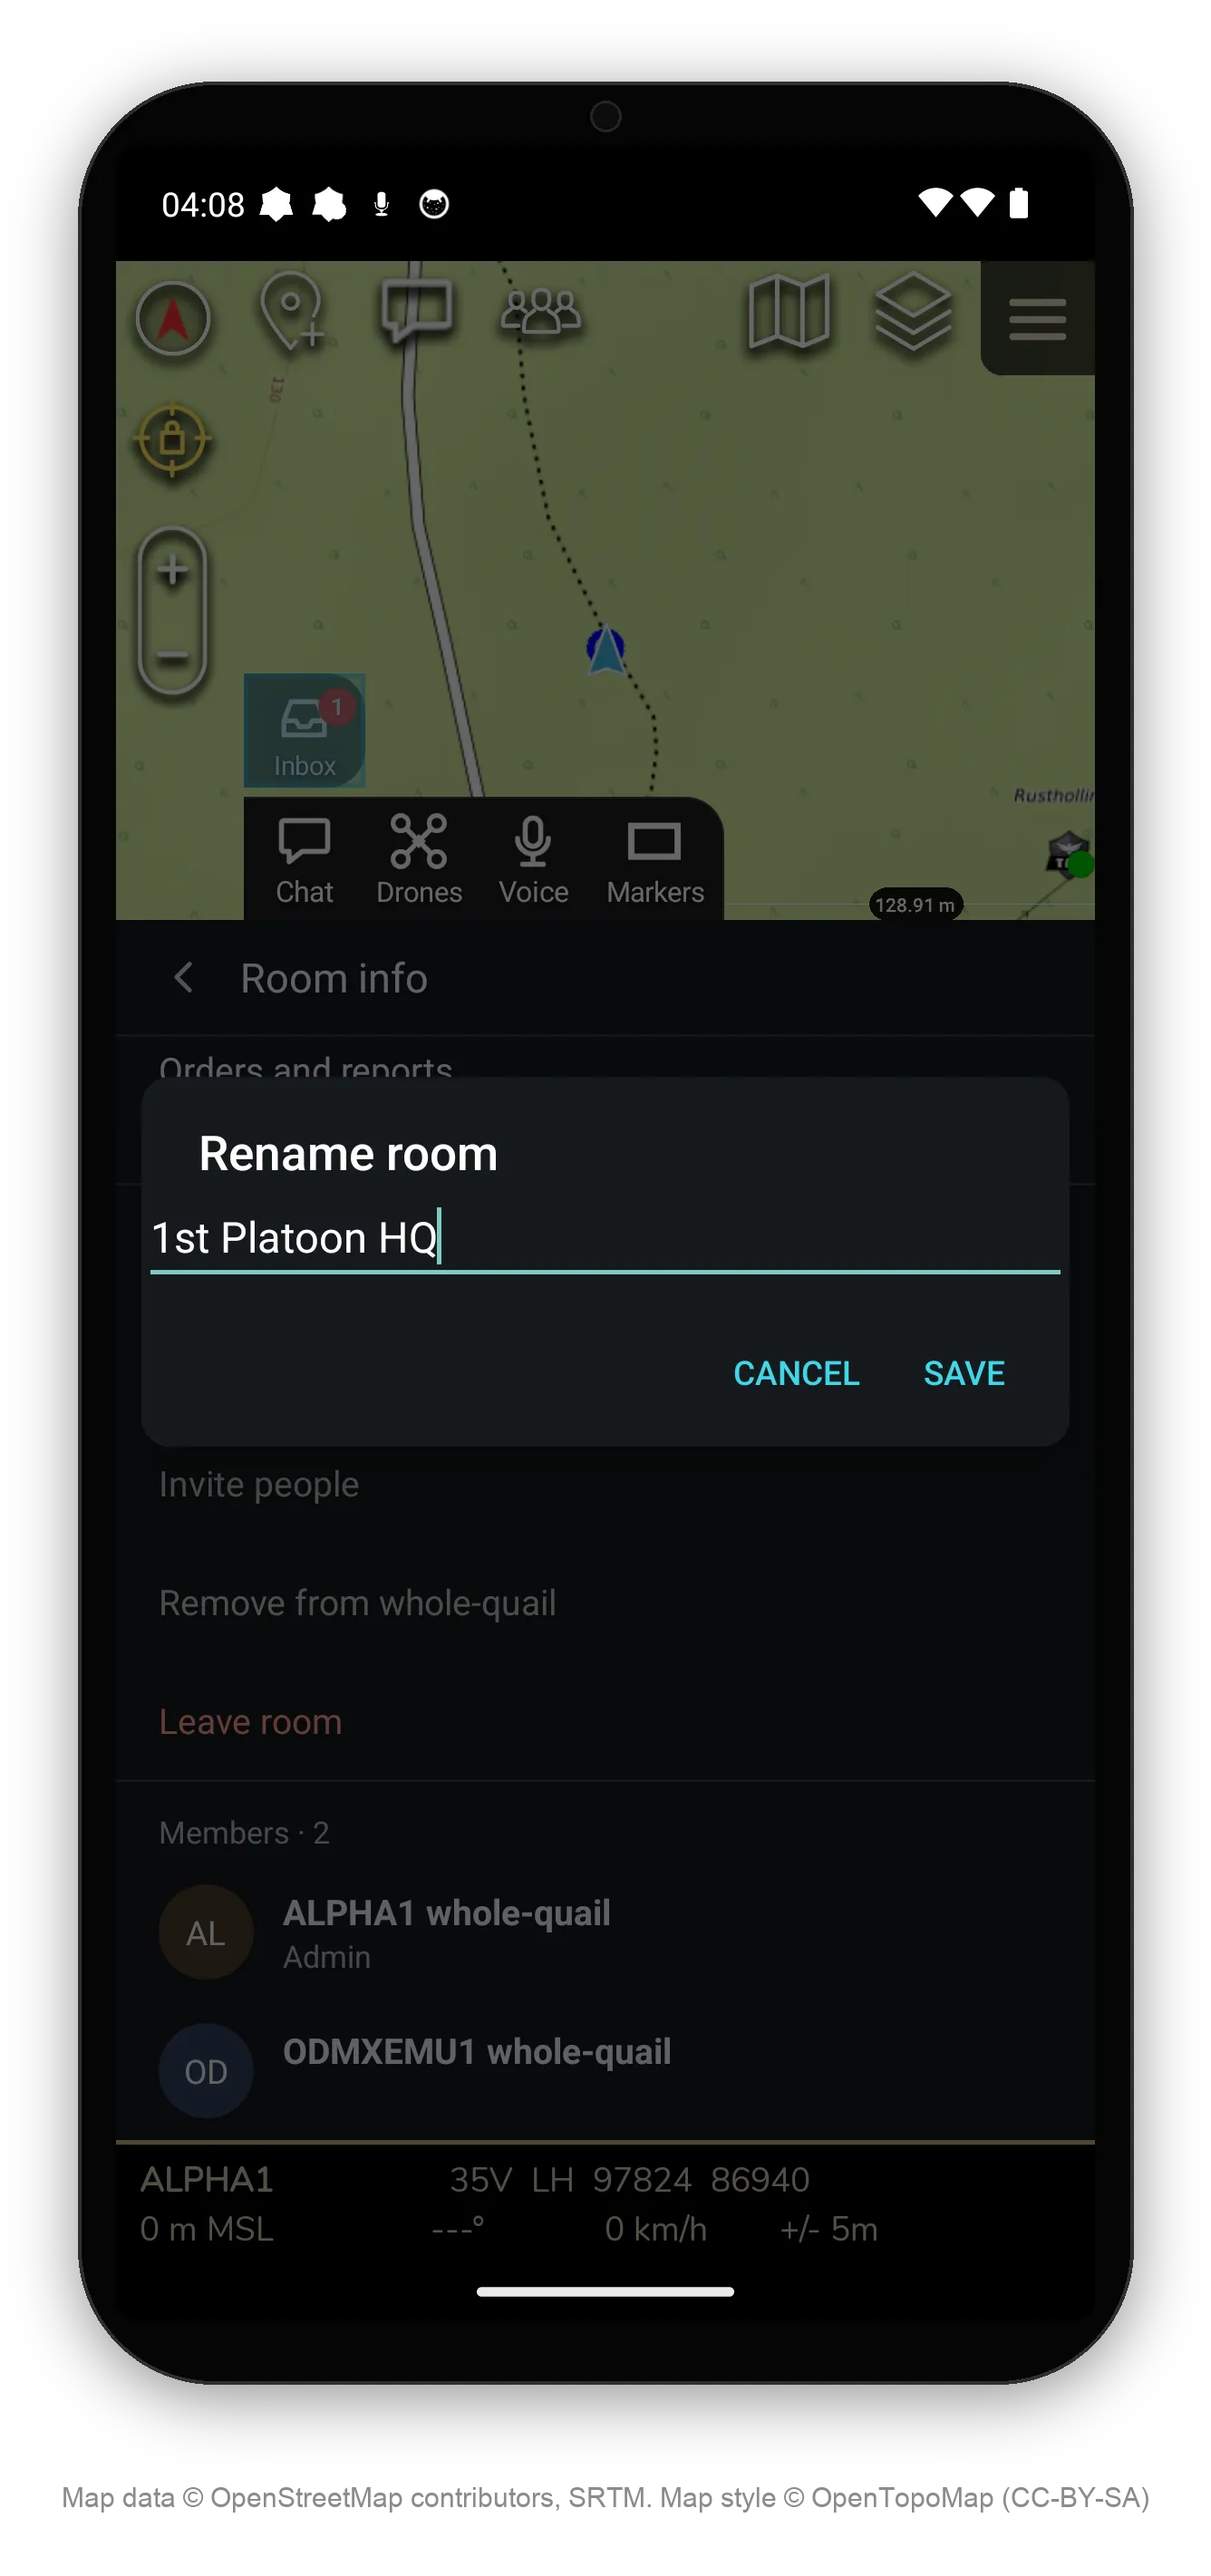 04:08
130
1
Inbox
Chat
Drones
Voice
Markers
128.91 m
Room info
Orders and reports
Rename room
1st Platoon HQ
CANCEL
SAVE
Invite people
Remove from whole-quail
Leave room
Members · 2
AL
ALPHA1 whole-quail
Admin
OD
ODMXEMU1 whole-quail
ALPHA1
35V LH 97824 86940
0 m MSL
---°
0 km/h
+/- 5m
Map data © OpenStreetMap contributors, SRTM. Map style © OpenTopoMap (CC-BY-SA)